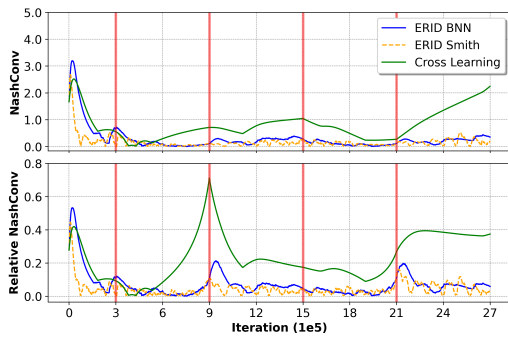 5.0
4.0
3.0
2.0
1.0
0.0
NashConv
ERID BNN
ERID Smith
Cross Learning
0.8
0.6
0.4
0.2
0.0
Relative NashConv
0 3 6 9 12 15 18 21 24 27
Iteration (1e5)